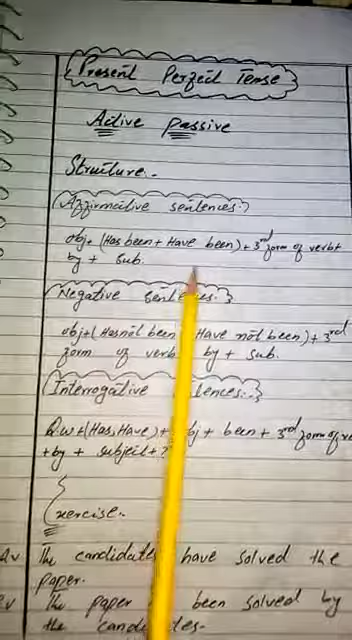 Present Perfect Tense
Active Passive
Structure.
Affirmative sentences:
obj+ (Has been + Have been) + 3rd form of verb+
by + sub.
Negative sentences:
obj+(Has not been Have not been) + 3rd
form of verb by + sub.
Interrogative
Q.w+(Has, Have)+ + been + 3rd form of ve
+by + subject+?
Exercise.
Av The candidates have solved the
paper.
Pv The paper been solved by
the candidates.